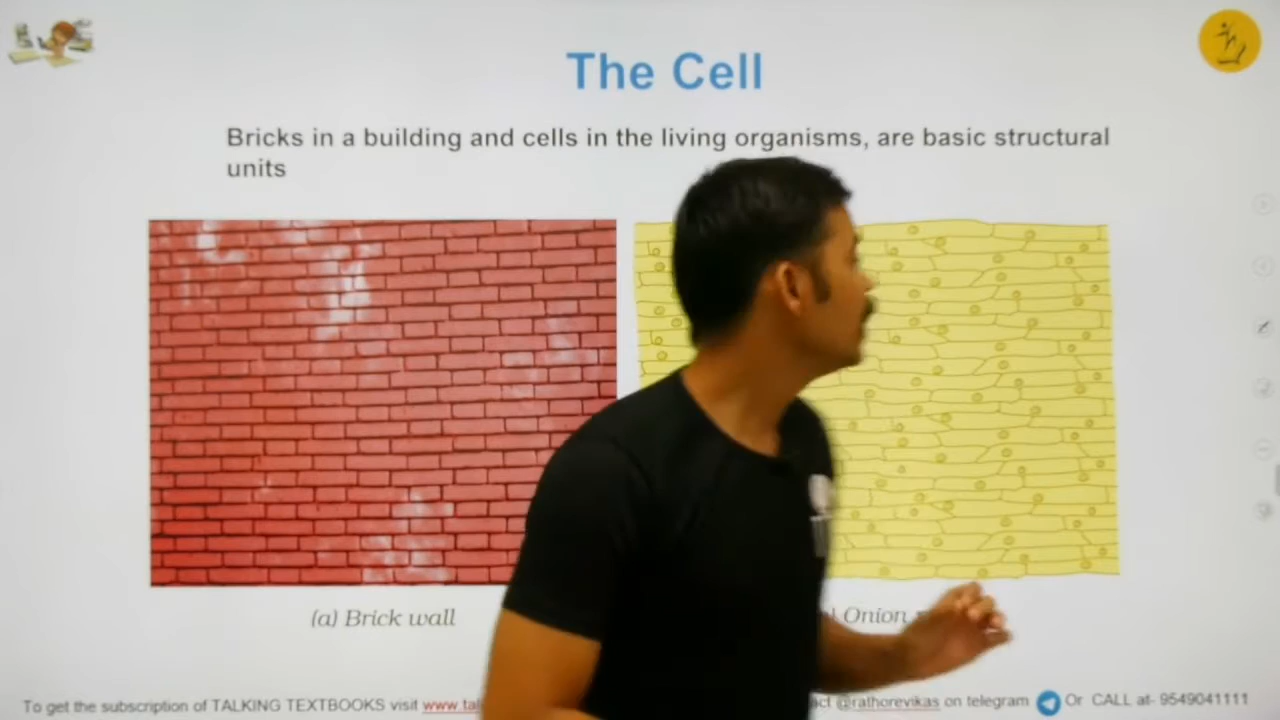 The Cell
Bricks in a building and cells in the living organisms, are basic structural
units
(a) Brick wall
Onion
To get the subscription of TALKING TEXTBOOKS visit @rathorevikas on telegram Or CALL at- 9549041111